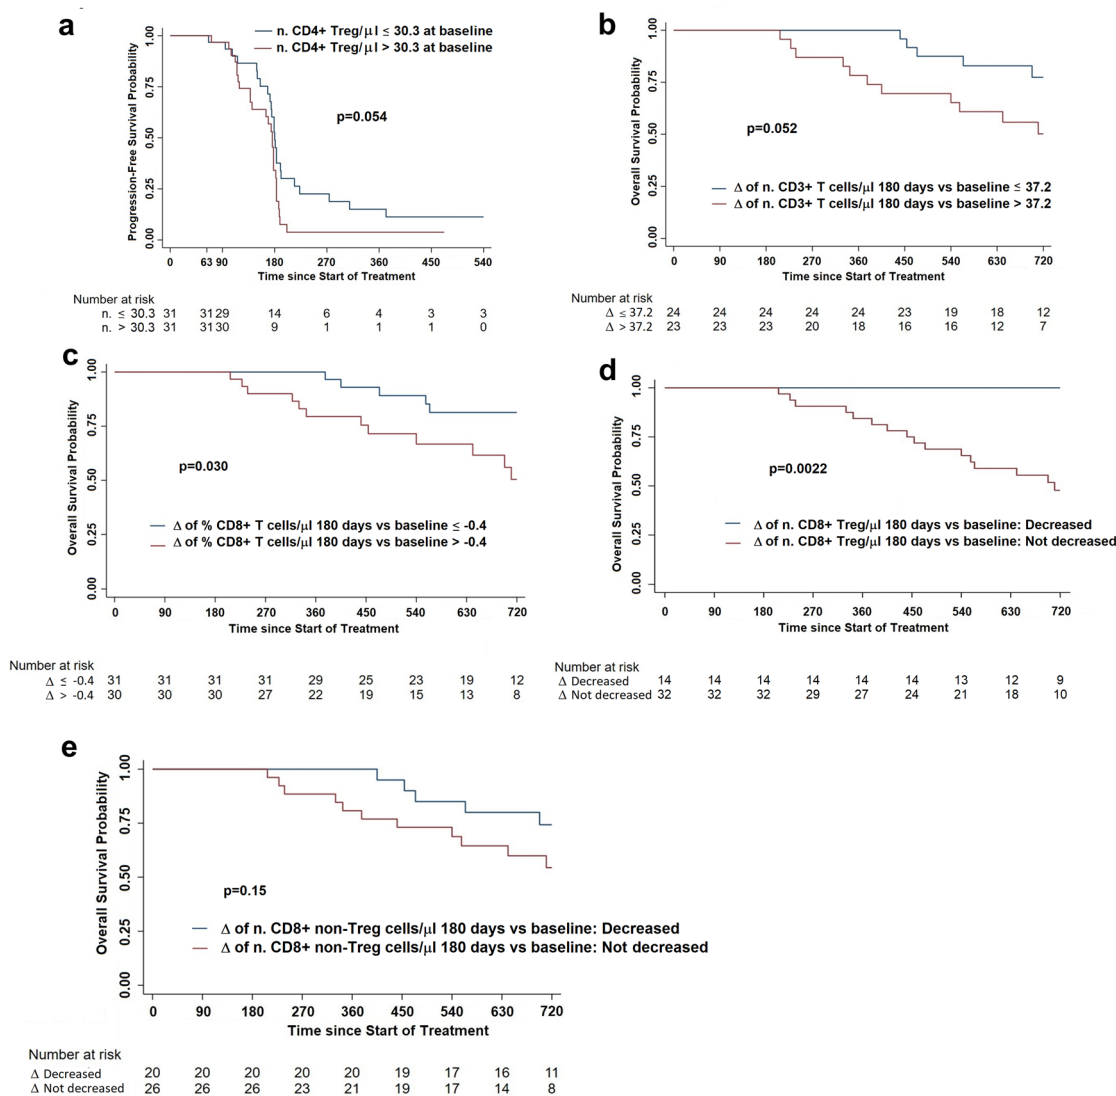 a
n. CD4+ Treg/μl ≤ 30.3 at baseline
n. CD4+ Treg/μl > 30.3 at baseline
Progression-Free Survival Probability
1.00
0.75
0.50
0.25
0.00
p=0.054
0 63 90 180 270 360 450 540
Time since Start of Treatment
Number at risk
n. ≤ 30.3 31 31 29 14 6 4 3 3
n. > 30.3 31 31 30 9 1 1 1 0
b
Overall Survival Probability
1.00
0.75
0.50
0.25
0.00
p=0.052
Δ of n. CD3+ T cells/μl 180 days vs baseline ≤ 37.2
Δ of n. CD3+ T cells/μl 180 days vs baseline > 37.2
0 90 180 270 360 450 540 630 720
Time since Start of Treatment
Number at risk
Δ ≤ 37.2 24 24 24 24 24 23 19 18 12
Δ > 37.2 23 23 23 20 18 16 16 12 7
c
Overall Survival Probability
1.00
0.75
0.50
0.25
0.00
p=0.030
Δ of % CD8+ T cells/μl 180 days vs baseline ≤ -0.4
Δ of % CD8+ T cells/μl 180 days vs baseline > -0.4
0 90 180 270 360 450 540 630 720
Time since Start of Treatment
Number at risk
Δ ≤ -0.4 31 31 31 31 29 25 23 19 12
Δ > -0.4 30 30 30 27 22 19 15 13 8
d
Overall Survival Probability
1.00
0.75
0.50
0.25
0.00
p=0.0022
Δ of n. CD8+ Treg/μl 180 days vs baseline: Decreased
Δ of n. CD8+ Treg/μl 180 days vs baseline: Not decreased
0 90 180 270 360 450 540 630 720
Time since Start of Treatment
Number at risk
Δ Decreased 14 14 14 14 14 14 13 12 9
Δ Not decreased 32 32 32 29 27 24 21 18 10
e
Overall Survival Probability
1.00
0.75
0.50
0.25
0.00
p=0.15
Δ of n. CD8+ non-Treg cells/μl 180 days vs baseline: Decreased
Δ of n. CD8+ non-Treg cells/μl 180 days vs baseline: Not decreased
0 90 180 270 360 450 540 630 720
Time since Start of Treatment
Number at risk
Δ Decreased 20 20 20 20 20 19 17 16 11
Δ Not decreased 26 26 26 23 21 19 17 14 8